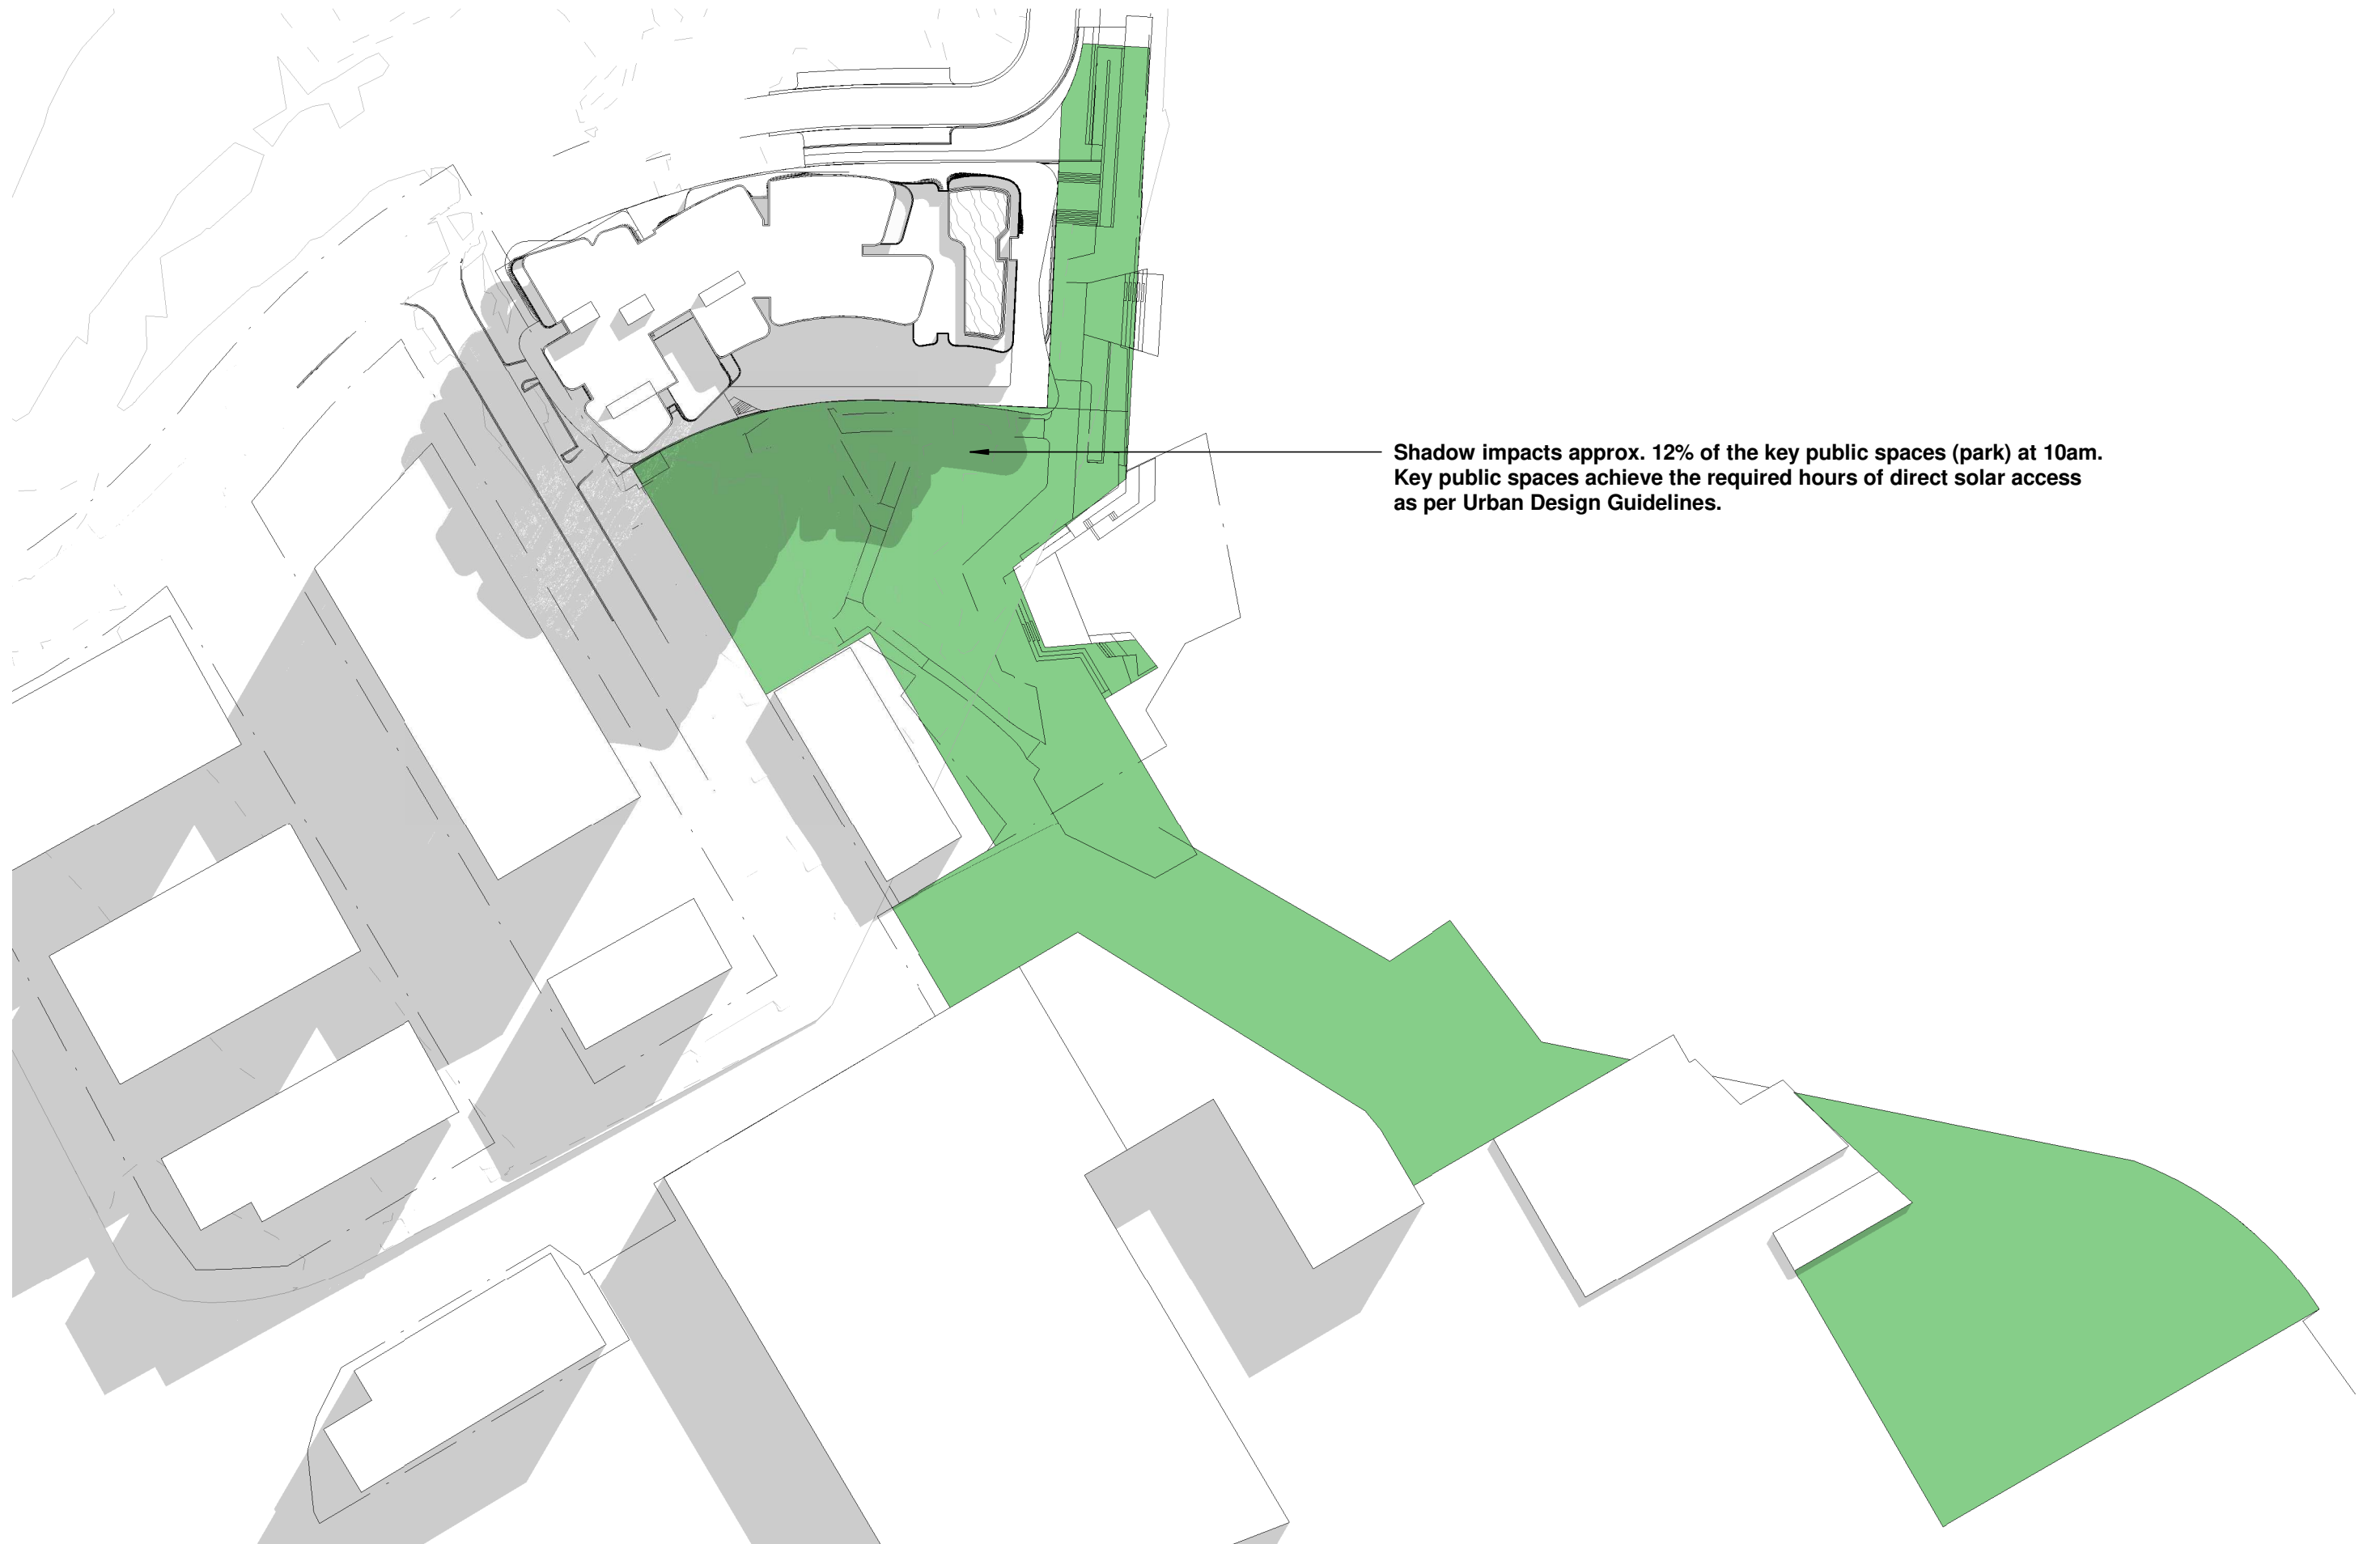 Shadow impacts approx. 12% of the key public spaces (park) at 10am.
Key public spaces achieve the required hours of direct solar access
as per Urban Design Guidelines.